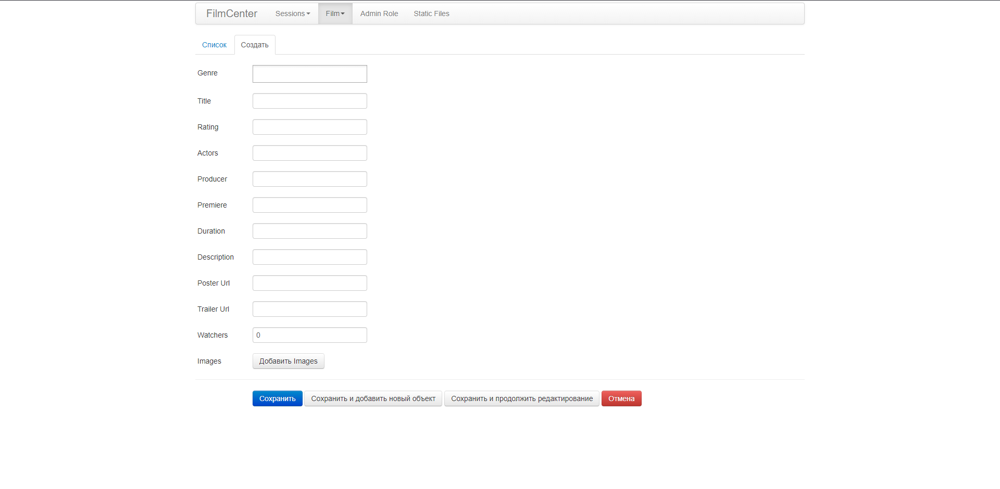 FilmCenter Sessions Film Admin Role Static Files
Список Создать
Genre
Title
Rating
Actors
Producer
Premiere
Duration
Description
Poster Url
Trailer Url
Watchers 0
Images Добавить Images
Сохранить Сохранить и добавить новый объект Сохранить и продолжить редактирование Отмена